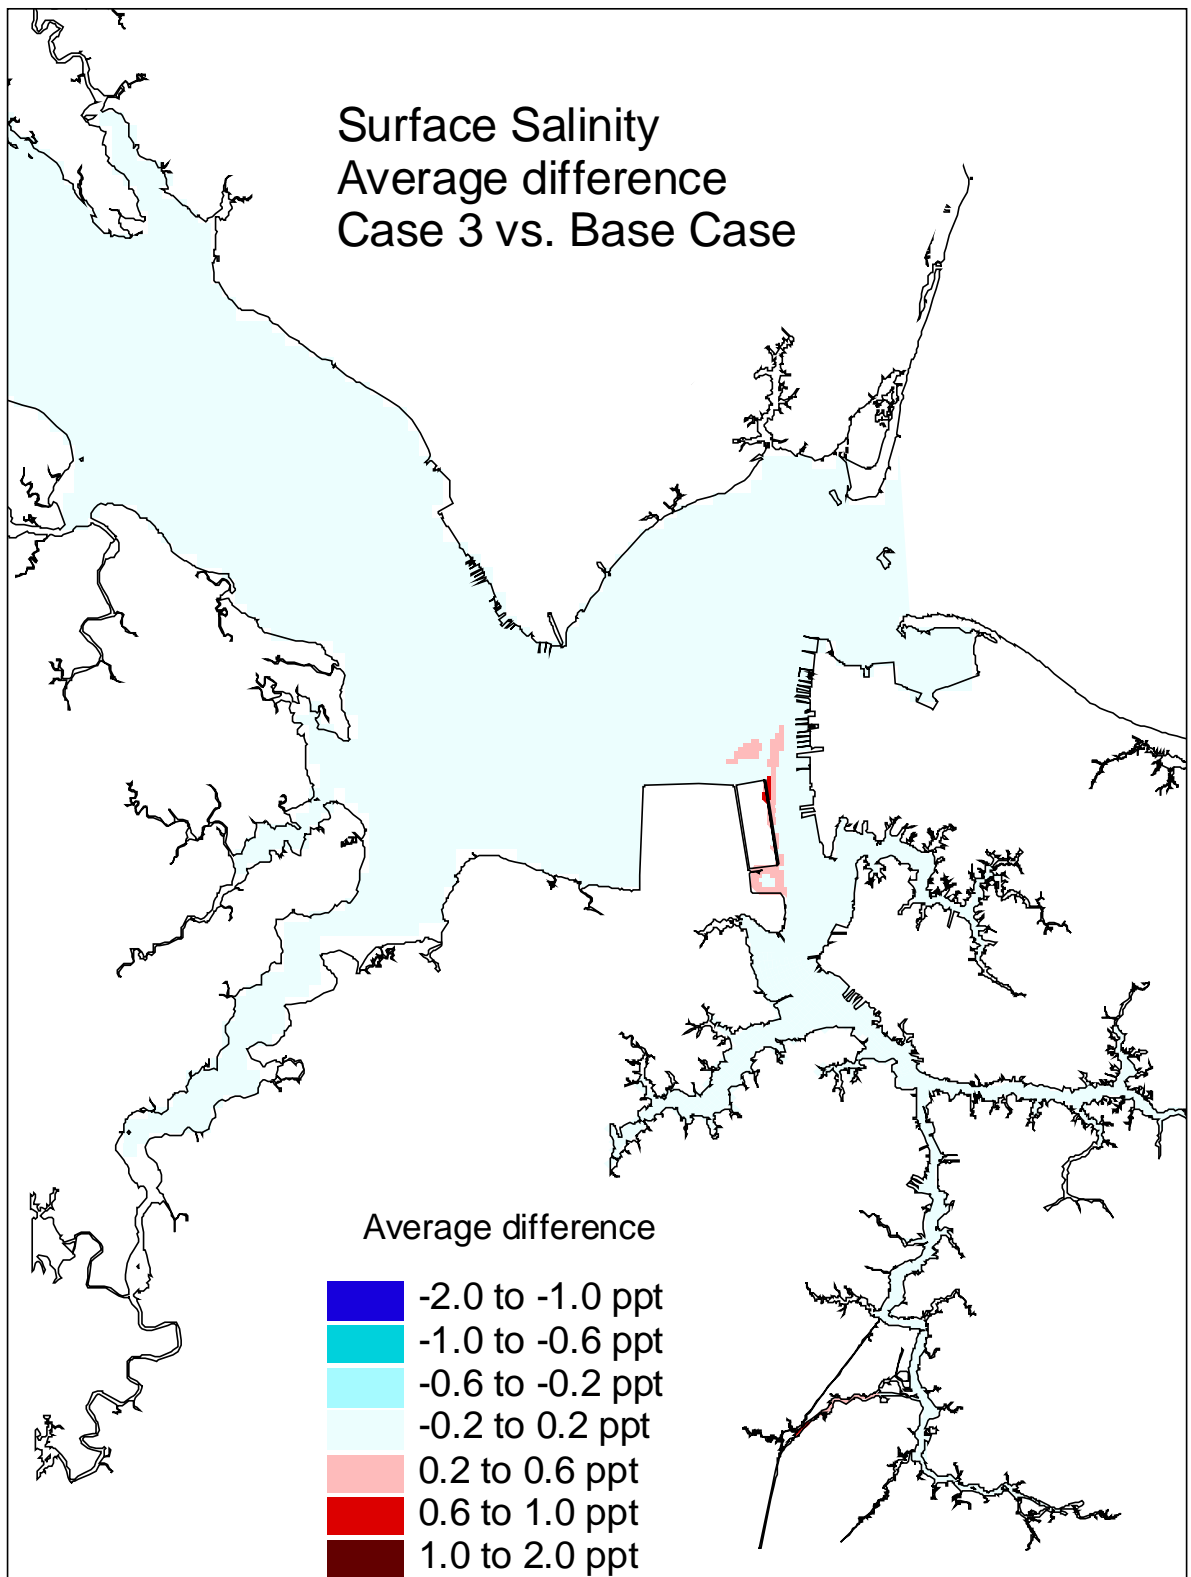 Surface Salinity
Average difference
Case 3 vs. Base Case
Average difference
-2.0 to -1.0 ppt
-1.0 to -0.6 ppt
-0.6 to -0.2 ppt
-0.2 to 0.2 ppt
0.2 to 0.6 ppt
0.6 to 1.0 ppt
1.0 to 2.0 ppt